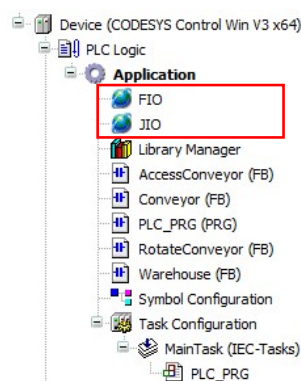 Device (CODESYS Control Win V3 x64)
PLC Logic
Application
FIO
JIO
Library Manager
AccessConveyor (FB)
Conveyor (FB)
PLC_PRG (PRG)
RotateConveyor (FB)
Warehouse (FB)
Symbol Configuration
Task Configuration
MainTask (IEC-Tasks)
PLC_PRG